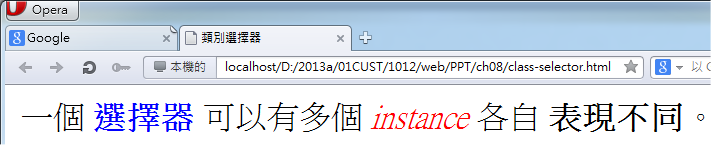 Opera
Google 類別選擇器
本機的 localhost/D:/2013a/01CUST/1012/web/PPT/ch08/class-selector.html 以 G
一個 選擇器 可以有多個 instance 各自 表現不同。